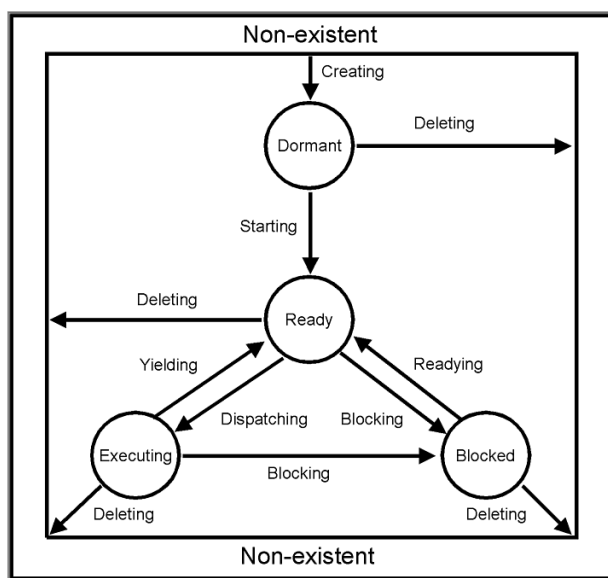 Non-existent
Creating
Deleting
Dormant
Starting
Deleting
Ready
Yielding
Readying
Dispatching
Blocking
Executing
Blocked
Blocking
Deleting
Deleting
Non-existent